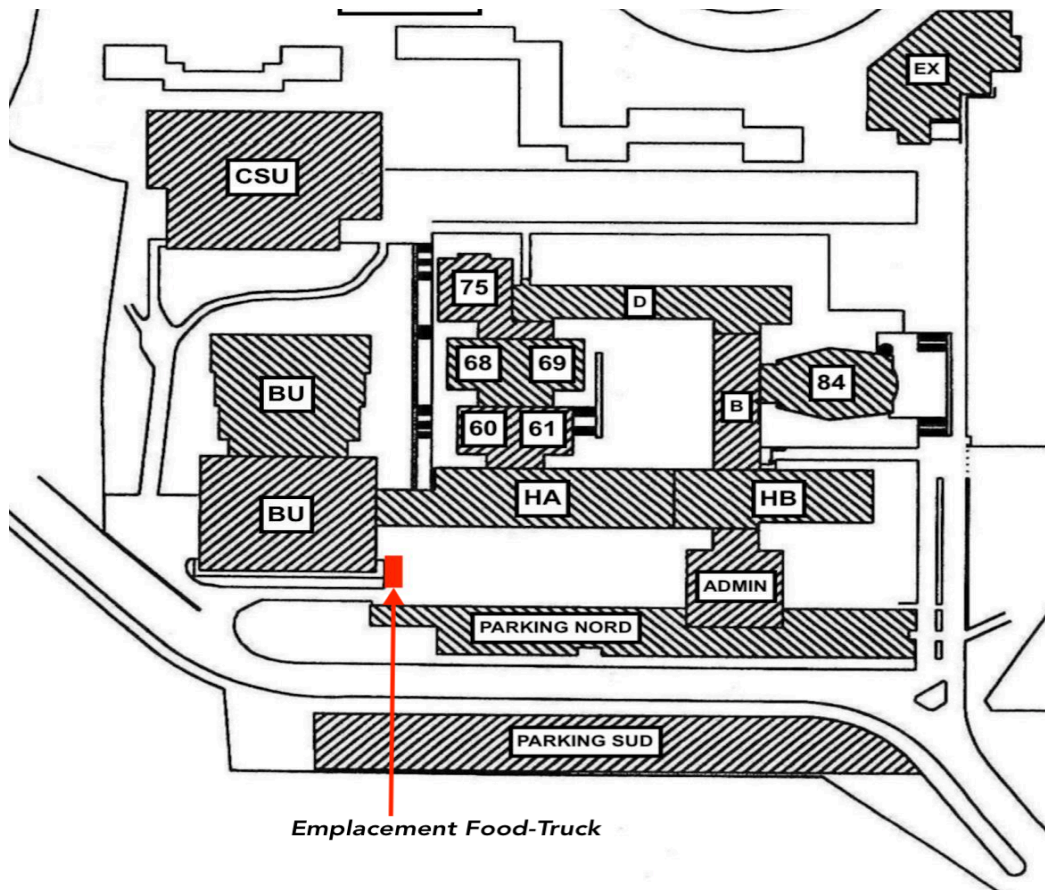 EX
CSU
75
D
68
69
84
BU
B
60
61
HA
HB
BU
ADMIN
PARKING NORD
PARKING SUD
Emplacement Food-Truck